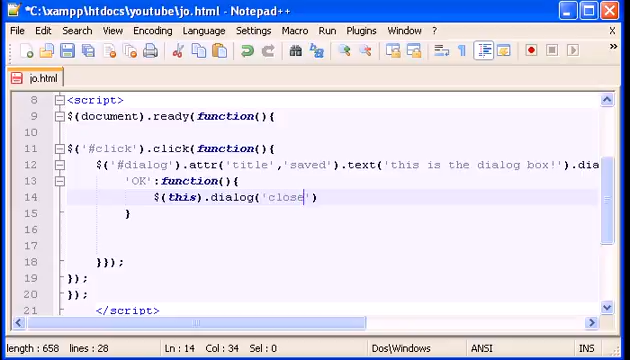 *C:\xampp\htdocs\youtube\jo.html - Notepad++
File Edit Search View Encoding Language Settings Macro Run Plugins Window ? X
jo.html
8 <script>
9 $(document).ready(function(){
10
11 $('#click').click(function(){
12 $('#dialog').attr('title','saved').text('this is the dialog box!').dia
13 'OK':function(){
14 $(this).dialog('close')
15 }
16
17
18 }});
19 });
20 });
21 </script>
length : 658 lines : 28 Ln : 14 Col : 34 Sel : 0 Dos\Windows ANSI INS